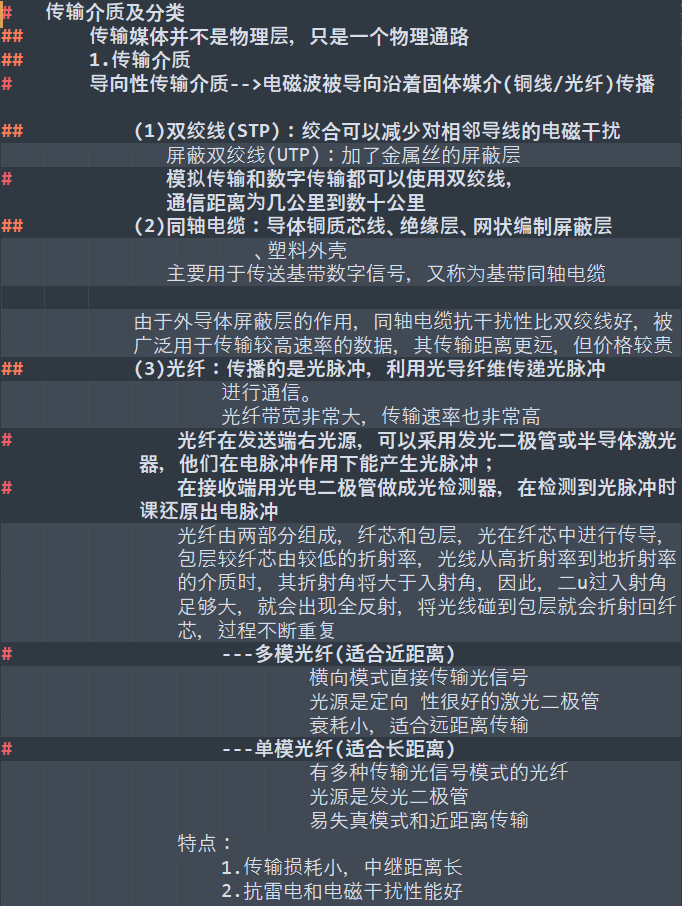 # 传输介质及分类
## 传输媒体并不是物理层, 只是一个物理通路
## 1.传输介质
# 导向性传输介质-->电磁波被导向沿着固体媒介(铜线/光纤)传播
## (1)双绞线(STP)：绞合可以减少对相邻导线的电磁干扰
屏蔽双绞线(UTP)：加了金属丝的屏蔽层
# 模拟传输和数字传输都可以使用双绞线,
通信距离为几公里到数十公里
## (2)同轴电缆：导体铜质芯线、绝缘层、网状编制屏蔽层
、塑料外壳
主要用于传送基带数字信号, 又称为基带同轴电缆
由于外导体屏蔽层的作用, 同轴电缆抗干扰性比双绞线好, 被
广泛用于传输较高速率的数据, 其传输距离更远, 但价格较贵
## (3)光纤：传播的是光脉冲, 利用光导纤维传递光脉冲
进行通信。
光纤带宽非常大, 传输速率也非常高
# 光纤在发送端右光源, 可以采用发光二极管或半导体激光
器, 他们在电脉冲作用下能产生光脉冲；
# 在接收端用光电二极管做成光检测器, 在检测到光脉冲时
课还原出电脉冲
光纤由两部分组成, 纤芯和包层, 光在纤芯中进行传导,
包层较纤芯由较低的折射率, 光线从高折射率到地折射率
的介质时, 其折射角将大于入射角, 因此, 二u过入射角
足够大, 就会出现全反射, 将光线碰到包层就会折射回纤
芯, 过程不断重复
# ---多模光纤(适合近距离)
横向模式直接传输光信号
光源是定向 性很好的激光二极管
衰耗小, 适合远距离传输
# ---单模光纤(适合长距离)
有多种传输光信号模式的光纤
光源是发光二极管
易失真模式和近距离传输
特点：
1.传输损耗小, 中继距离长
2.抗雷电和电磁干扰性能好